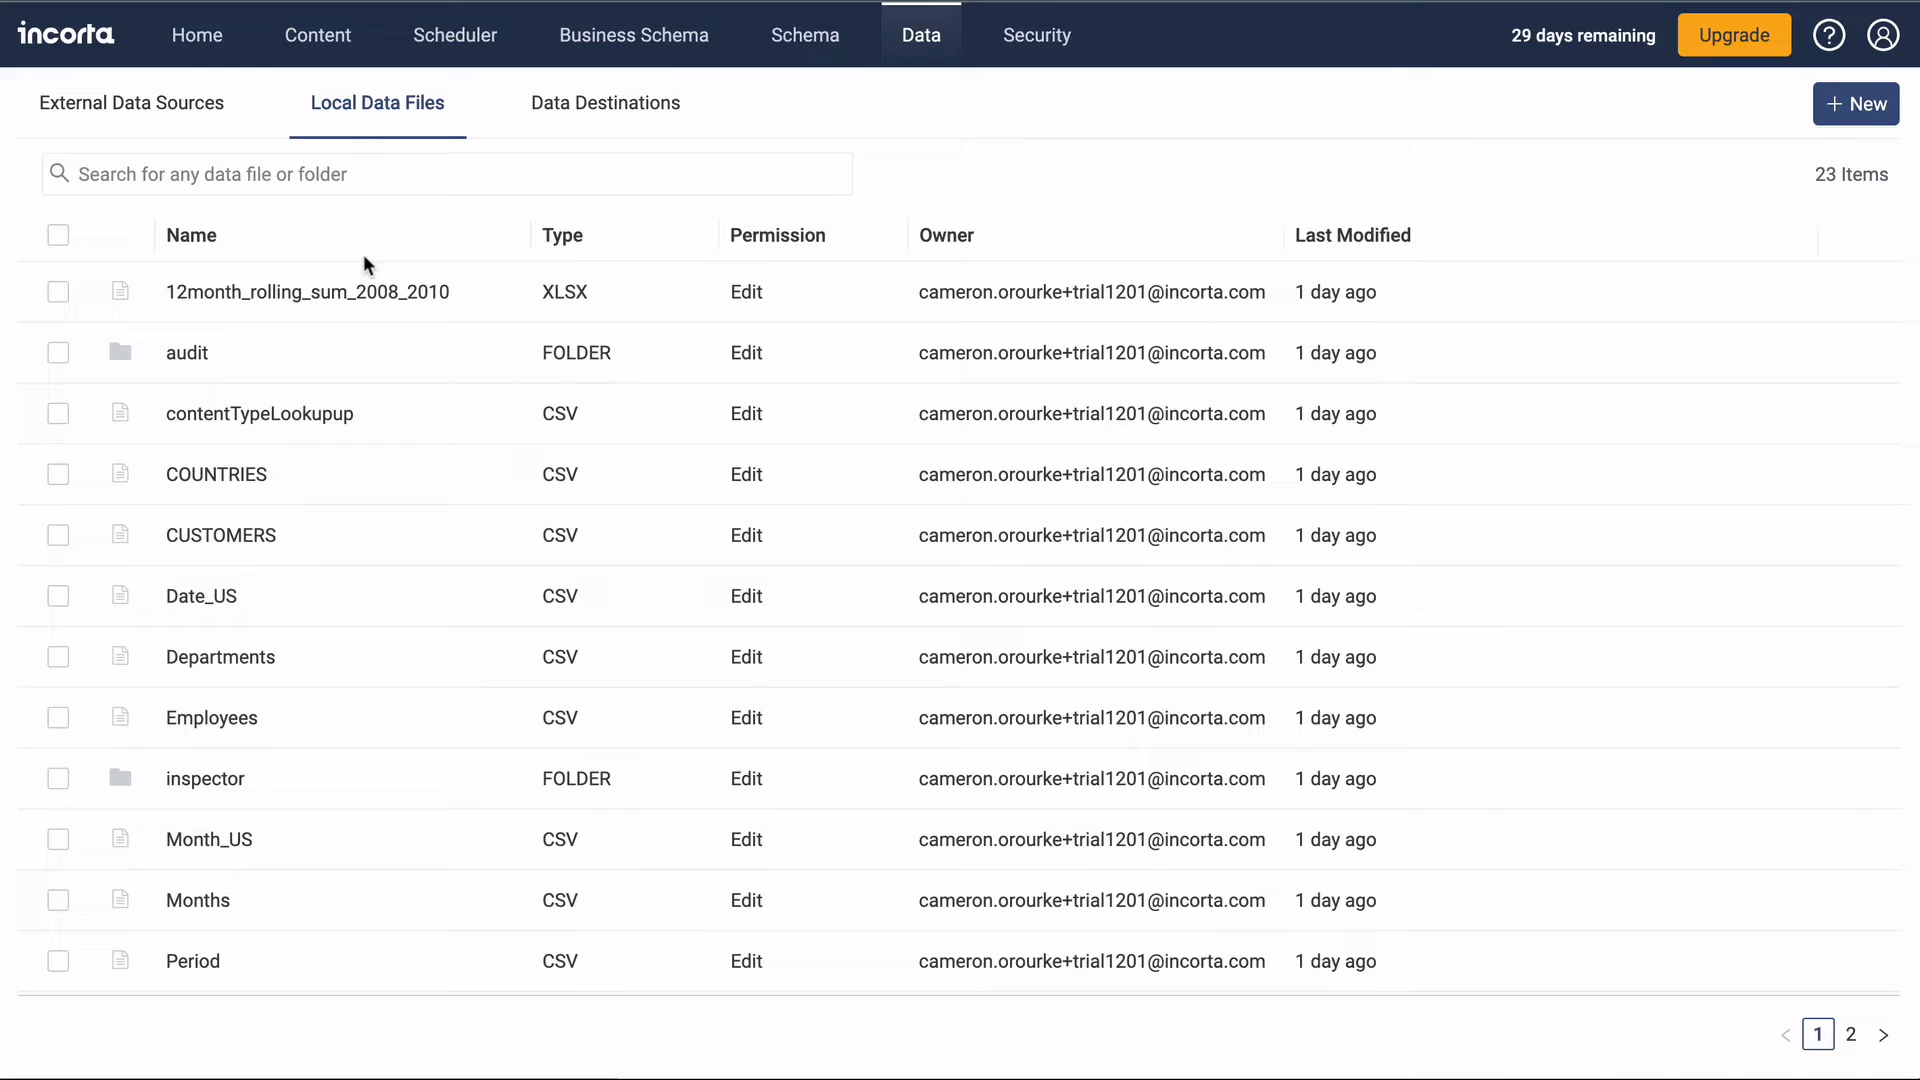 incorta. Home Content Scheduler Business Schema Schema Data Security 29 days remaining Upgrade ?
External Data Sources Local Data Files Data Destinations + New
Search for any data file or folder 23 Items
Name Type Permission Owner Last Modified
12month_rolling_sum_2008_2010 XLSX Edit cameron.orourke+trial1201@incorta.com 1 day ago
audit FOLDER Edit cameron.orourke+trial1201@incorta.com 1 day ago
contentTypeLookupup CSV Edit cameron.orourke+trial1201@incorta.com 1 day ago
COUNTRIES CSV Edit cameron.orourke+trial1201@incorta.com 1 day ago
CUSTOMERS CSV Edit cameron.orourke+trial1201@incorta.com 1 day ago
Date_US CSV Edit cameron.orourke+trial1201@incorta.com 1 day ago
Departments CSV Edit cameron.orourke+trial1201@incorta.com 1 day ago
Employees CSV Edit cameron.orourke+trial1201@incorta.com 1 day ago
inspector FOLDER Edit cameron.orourke+trial1201@incorta.com 1 day ago
Month_US CSV Edit cameron.orourke+trial1201@incorta.com 1 day ago
Months CSV Edit cameron.orourke+trial1201@incorta.com 1 day ago
Period CSV Edit cameron.orourke+trial1201@incorta.com 1 day ago
< 1 2 >